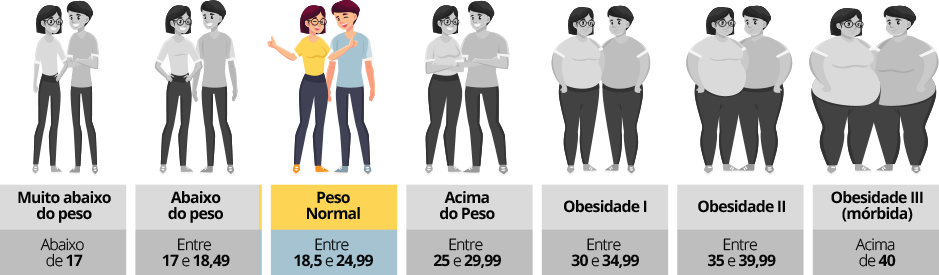 Muito abaixo
do peso
Abaixo
de 17
Abaixo
do peso
Entre
17 e 18,49
Peso
Normal
Entre
18,5 e 24,99
Acima
do Peso
Entre
25 e 29,99
Obesidade I
Entre
30 e 34,99
Obesidade II
Entre
35 e 39,99
Obesidade III
(mórbida)
Acima
de 40